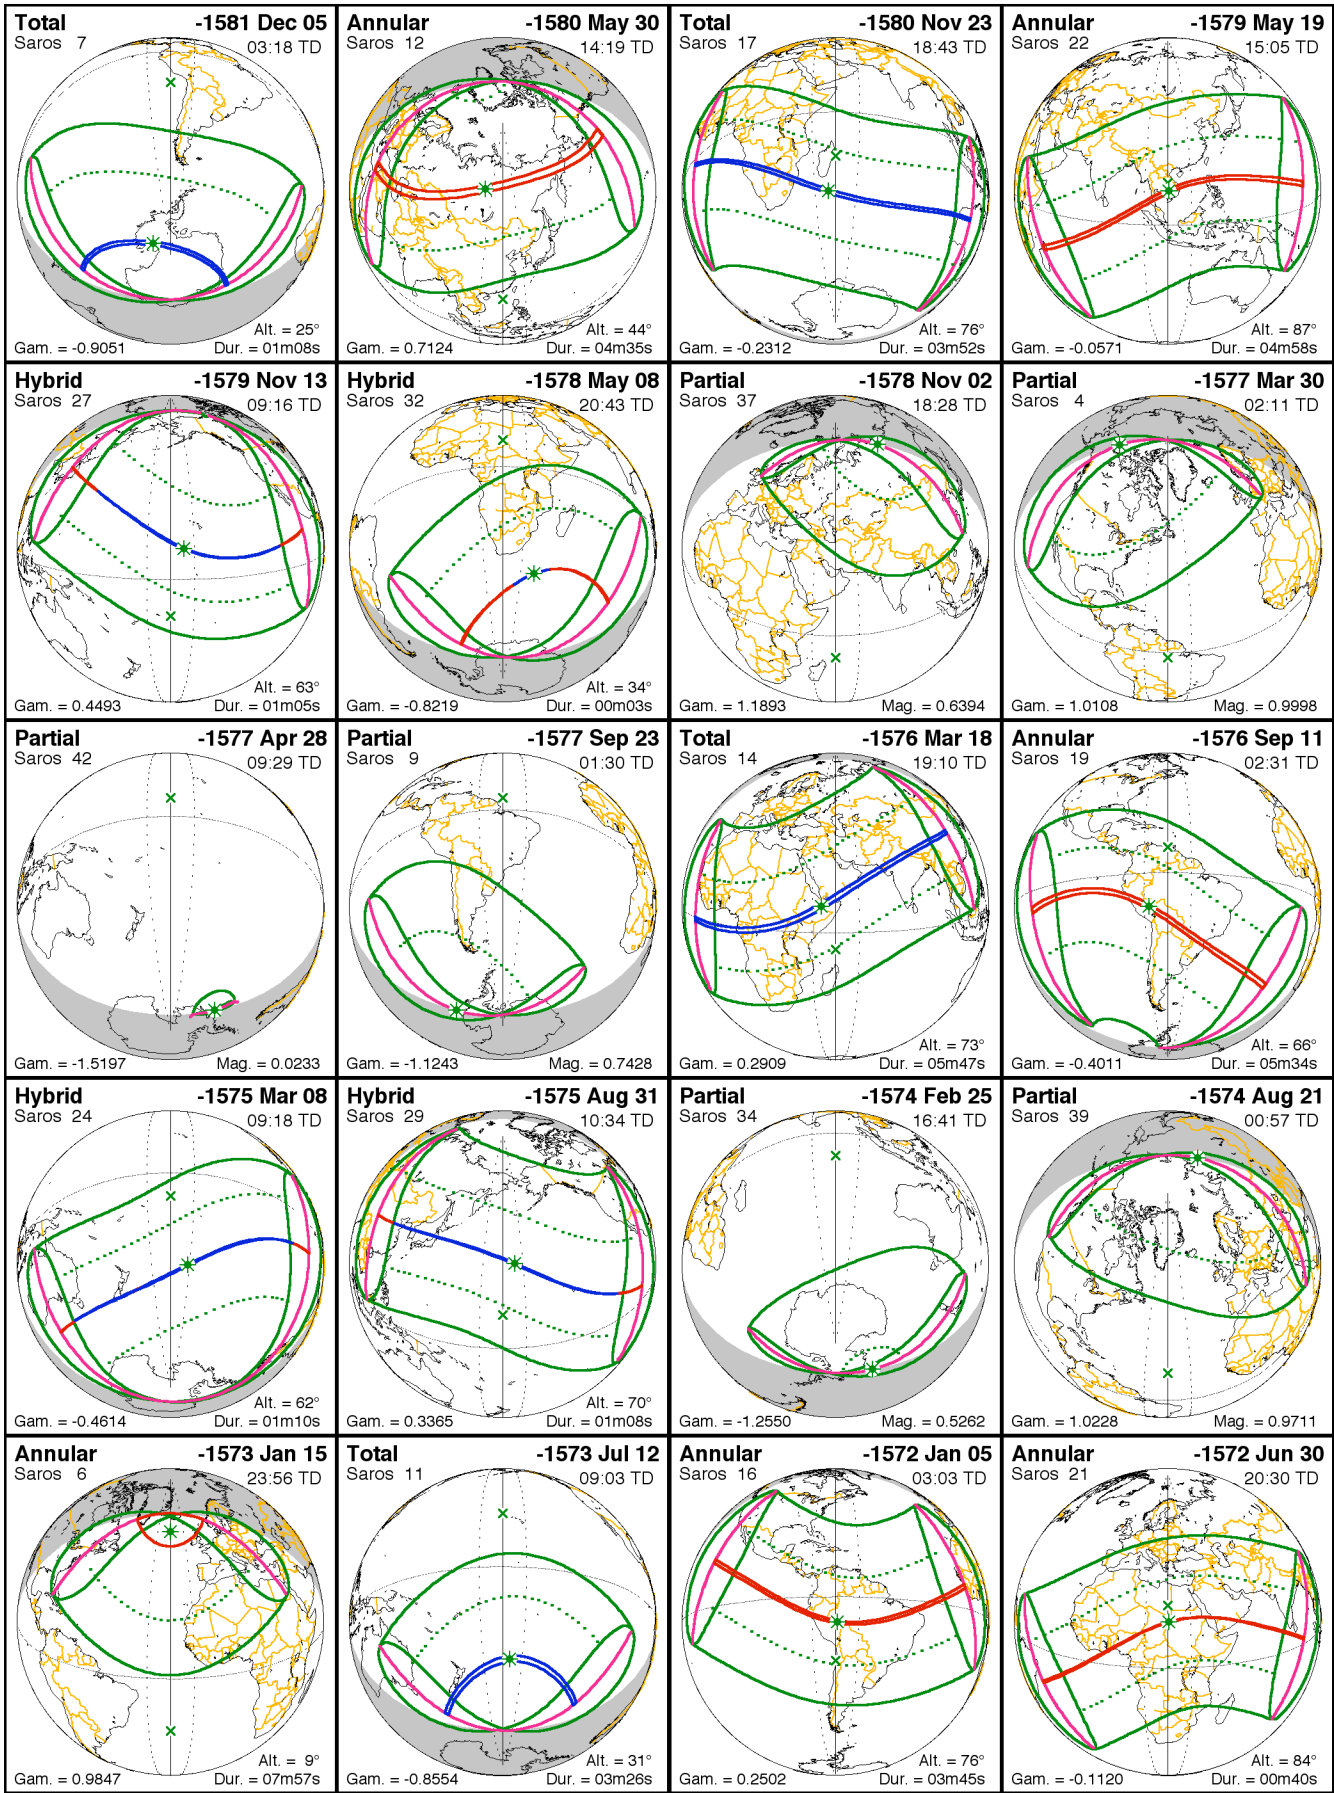 Total -1581 Dec 05
Saros 7 03:18 TD
Alt. = 25°
Gam. = -0.9051 Dur. = 01m08s
Annular -1580 May 30
Saros 12 14:19 TD
Alt. = 44°
Gam. = 0.7124 Dur. = 04m35s
Total -1580 Nov 23
Saros 17 18:43 TD
Alt. = 76°
Gam. = -0.2312 Dur. = 03m52s
Annular -1579 May 19
Saros 22 15:05 TD
Alt. = 87°
Gam. = -0.0571 Dur. = 04m58s
Hybrid -1579 Nov 13
Saros 27 09:16 TD
Alt. = 63°
Gam. = 0.4493 Dur. = 01m05s
Hybrid -1578 May 08
Saros 32 20:43 TD
Alt. = 34°
Gam. = -0.8219 Dur. = 00m03s
Partial -1578 Nov 02
Saros 37 18:28 TD
Gam. = 1.1893 Mag. = 0.6394
Partial -1577 Mar 30
Saros 4 02:11 TD
Gam. = 1.0108 Mag. = 0.9998
Partial -1577 Apr 28
Saros 42 09:29 TD
Gam. = -1.5197 Mag. = 0.0233
Partial -1577 Sep 23
Saros 9 01:30 TD
Gam. = -1.1243 Mag. = 0.7428
Total -1576 Mar 18
Saros 14 19:10 TD
Alt. = 73°
Gam. = 0.2909 Dur. = 05m47s
Annular -1576 Sep 11
Saros 19 02:31 TD
Alt. = 66°
Gam. = -0.4011 Dur. = 05m34s
Hybrid -1575 Mar 08
Saros 24 09:18 TD
Alt. = 62°
Gam. = -0.4614 Dur. = 01m10s
Hybrid -1575 Aug 31
Saros 29 10:34 TD
Alt. = 70°
Gam. = 0.3365 Dur. = 01m08s
Partial -1574 Feb 25
Saros 34 16:41 TD
Gam. = -1.2550 Mag. = 0.5262
Partial -1574 Aug 21
Saros 39 00:57 TD
Gam. = 1.0228 Mag. = 0.9711
Annular -1573 Jan 15
Saros 6 23:56 TD
Alt. = 9°
Gam. = 0.9847 Dur. = 07m57s
Total -1573 Jul 12
Saros 11 09:03 TD
Alt. = 31°
Gam. = -0.8554 Dur. = 03m26s
Annular -1572 Jan 05
Saros 16 03:03 TD
Alt. = 76°
Gam. = 0.2502 Dur. = 03m45s
Annular -1572 Jun 30
Saros 21 20:30 TD
Alt. = 84°
Gam. = -0.1120 Dur. = 00m40s